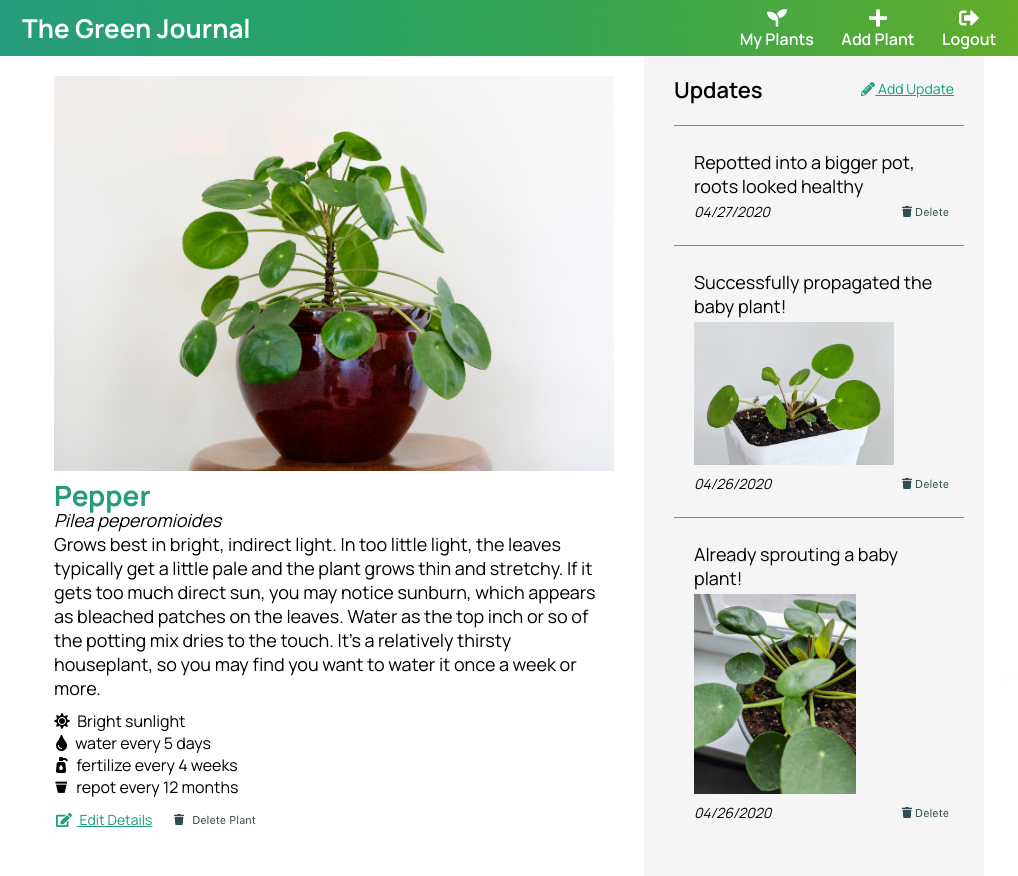 The Green Journal
My Plants
Add Plant
Logout
Pepper
Pilea peperomioides
Grows best in bright, indirect light. In too little light, the leaves
typically get a little pale and the plant grows thin and stretchy. If it
gets too much direct sun, you may notice sunburn, which appears
as bleached patches on the leaves. Water as the top inch or so of
the potting mix dries to the touch. It's a relatively thirsty
houseplant, so you may find you want to water it once a week or
more.
Bright sunlight
water every 5 days
fertilize every 4 weeks
repot every 12 months
Edit Details
Delete Plant
Updates
Add Update
Repotted into a bigger pot,
roots looked healthy
04/27/2020
Delete
Successfully propagated the
baby plant!
04/26/2020
Delete
Already sprouting a baby
plant!
04/26/2020
Delete